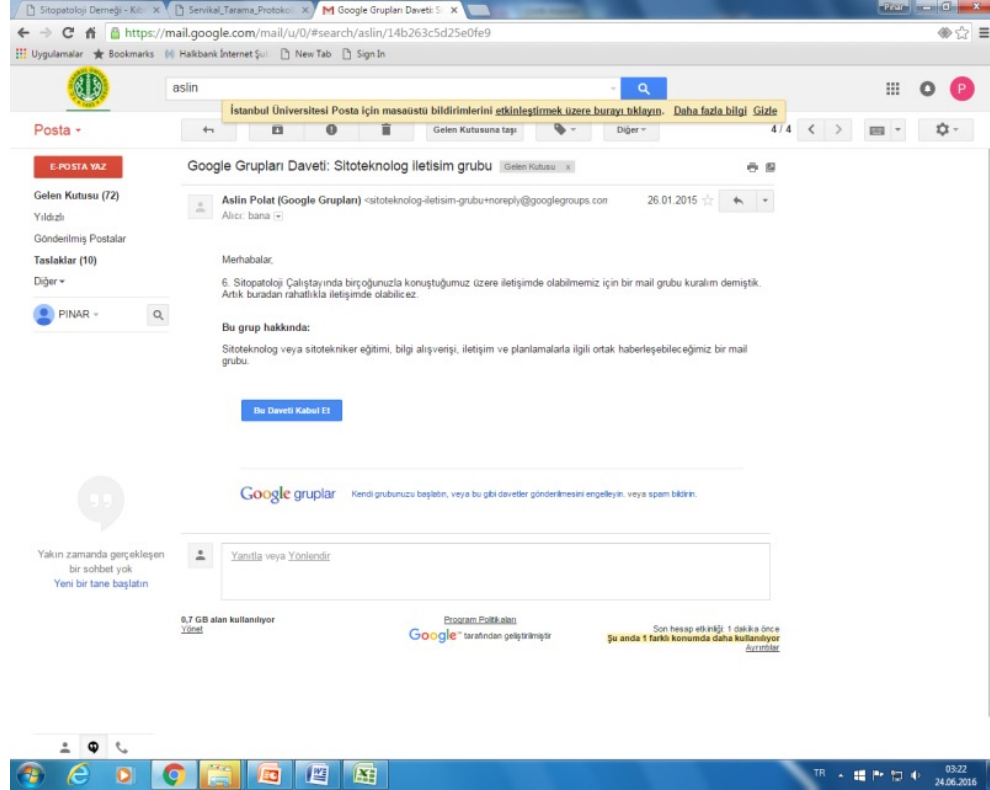 Sitopatoloji Derneği - Kıb
Servikal_Tarama_Protokol
Google Grupları Daveti: S
Pınar
https://mail.google.com/mail/u/0/#search/aslin/14b263c5d25e0fe9
Uygulamalar Bookmarks Halkbank İnternet Şu New Tab Sign In
aslin
İstanbul Üniversitesi Posta için masaüstü bildirimlerini etkinleştirmek üzere burayı tıklayın. Daha fazla bilgi Gizle
P
Posta
Gelen Kutusuna taşı
Diğer
4 / 4
E-POSTA YAZ
Google Grupları Daveti: Sitoteknolog iletisim grubu Gelen Kutusu x
Gelen Kutusu (72)
Yıldızlı
Gönderilmiş Postalar
Taslaklar (10)
Diğer
PINAR
Aslin Polat (Google Grupları) <sitoteknolog-iletisim-grubu+noreply@googlegroups.com
26.01.2015
Alıcı: bana
Merhabalar,
6. Sitopatoloji Çalıştayında birçoğunuzla konuştuğumuz üzere iletişimde olabilmemiz için bir mail grubu kuralım demiştik.
Artık buradan rahatlıkla iletişimde olabilicez.
Bu grup hakkında:
Sitoteknolog veya sitotekniker eğitimi, bilgi alışverişi, iletişim ve planlamalarla ilgili ortak haberleşebileceğimiz bir mail
grubu.
Bu Daveti Kabul Et
Google gruplar
Kendi grubunuzu başlatın, veya bu gibi davetler gönderilmesini engelleyin. veya spam bildirin.
Yakın zamanda gerçekleşen
bir sohbet yok
Yeni bir tane başlatın
Yanıtla veya Yönlendir
0,7 GB alan kullanılıyor
Yönet
Program Politikaları
Google™ tarafından geliştirilmiştir
Son hesap etkinliği: 1 dakika önce
Şu anda 1 farklı konumda daha kullanılıyor
Ayrıntılar
TR
03:22
24.06.2016